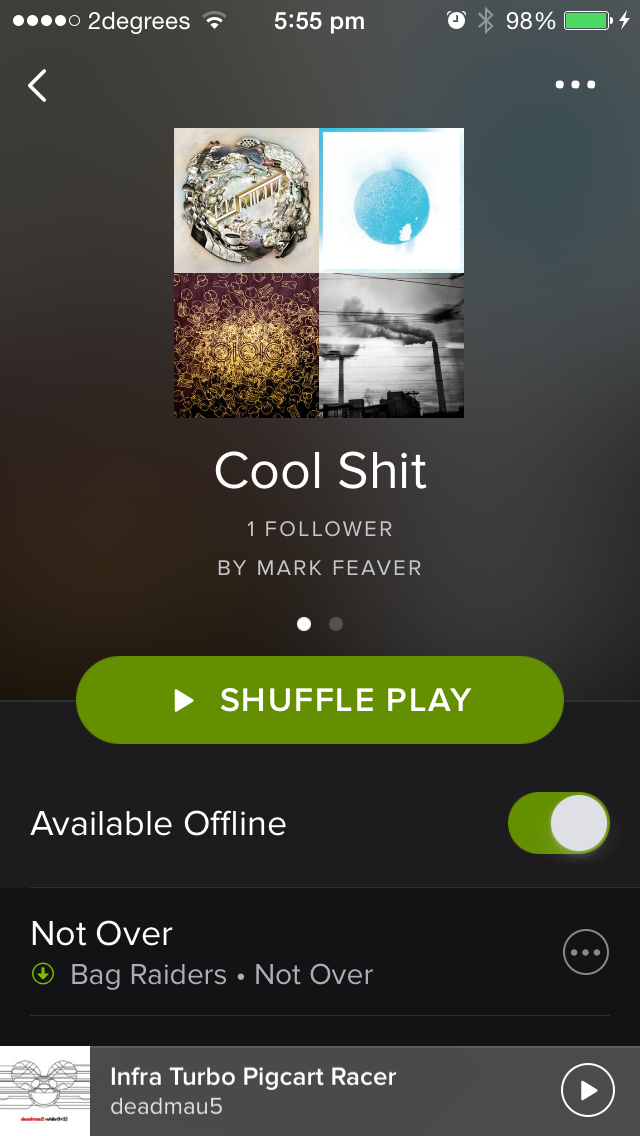 2degrees 5:55 pm 98%
Cool Shit
1 FOLLOWER
BY MARK FEAVER
SHUFFLE PLAY
Available Offline
Not Over
Bag Raiders • Not Over
Infra Turbo Pigcart Racer
deadmau5